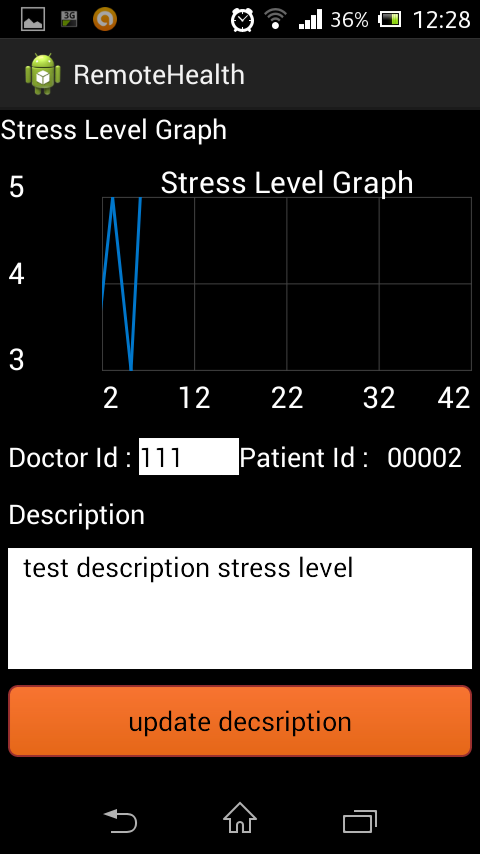 3G 36% 12:28
RemoteHealth
Stress Level Graph
Stress Level Graph
5
4
3
2 12 22 32 42
Doctor Id : 111 Patient Id : 00002
Description
test description stress level
update decsription